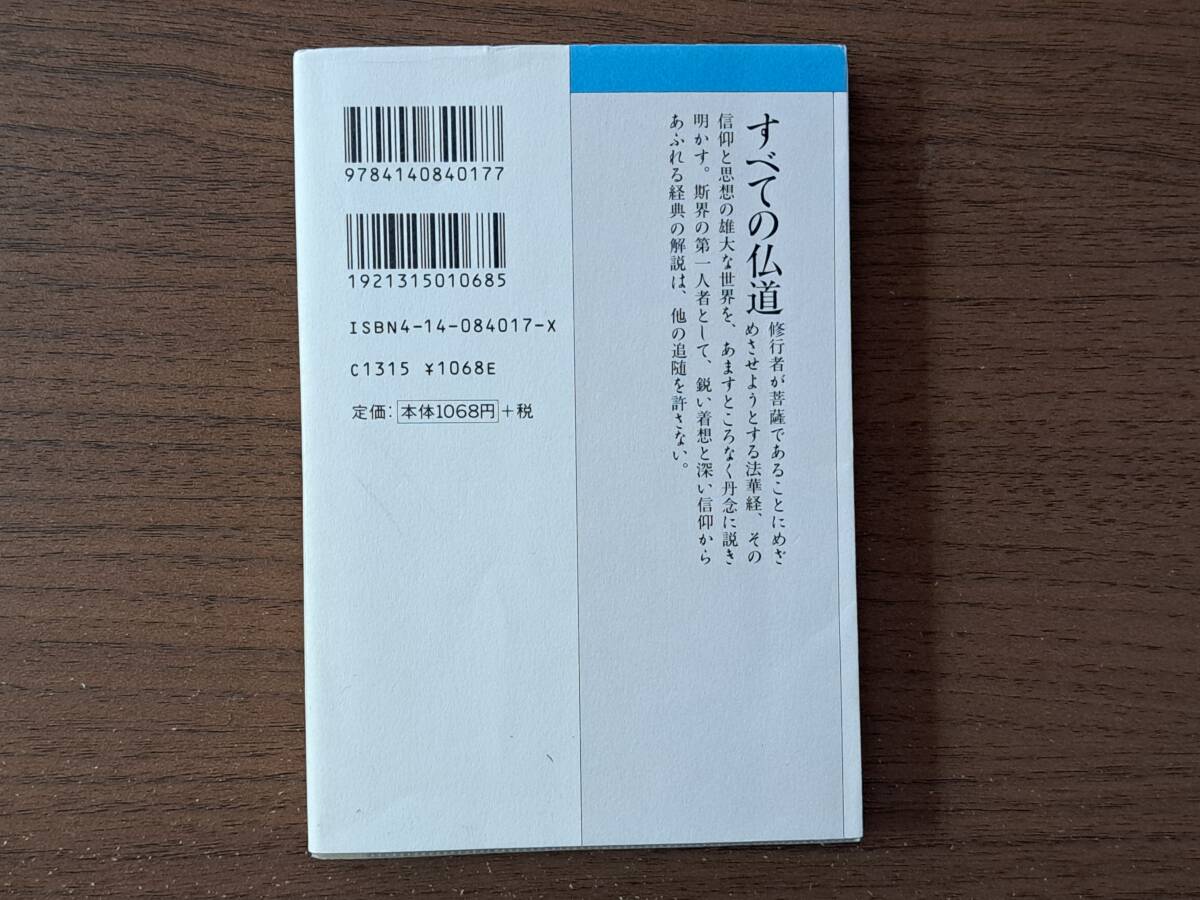 すべての仏道
修行者が菩薩であることにめざ
めさせようとする法華経、その
信仰と思想の雄大な世界を、あますところなく丹念に説き
明かす。斯界の第一人者として、鋭い着想と深い信仰から
あふれる経典の解説は、他の追随を許さない。
9784140840177
1921315010685
ISBN4-14-084017-X
C1315 ¥1068E
定価:本体1068円+税